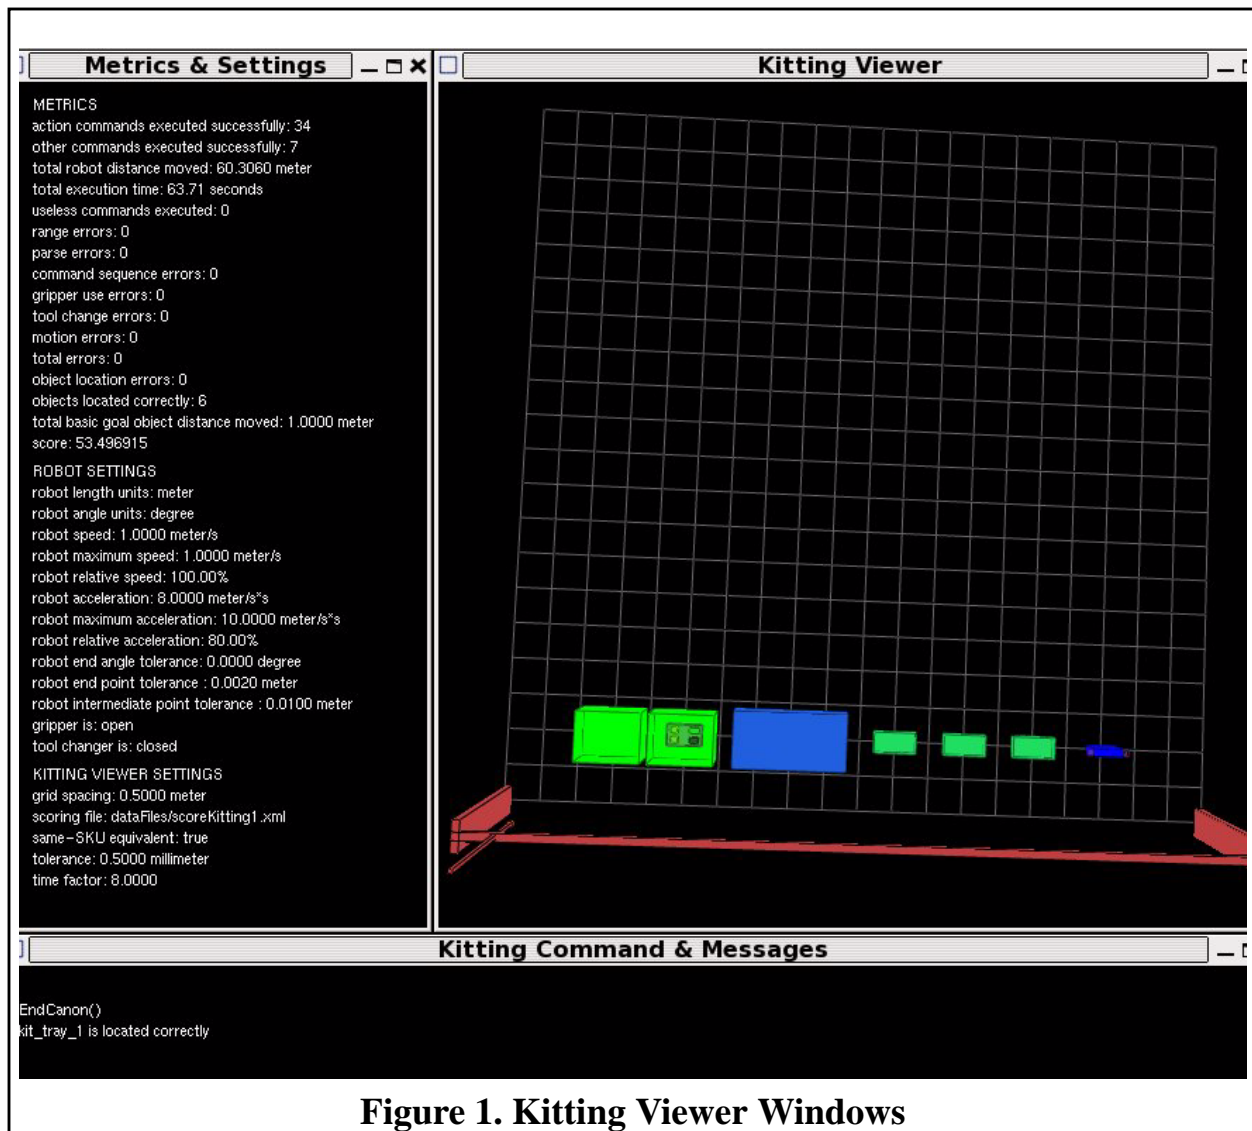 Metrics & Settings
Kitting Viewer
METRICS
action commands executed successfully: 34
other commands executed successfully: 7
total robot distance moved: 60.3060 meter
total execution time: 63.71 seconds
useless commands executed: 0
range errors: 0
parse errors: 0
command sequence errors: 0
gripper use errors: 0
tool change errors: 0
motion errors: 0
total errors: 0
object location errors: 0
objects located correctly: 6
total basic goal object distance moved: 1.0000 meter
score: 53.496915
ROBOT SETTINGS
robot length units: meter
robot angle units: degree
robot speed: 1.0000 meter/s
robot maximum speed: 1.0000 meter/s
robot relative speed: 100.00%
robot acceleration: 8.0000 meter/s*s
robot maximum acceleration: 10.0000 meter/s*s
robot relative acceleration: 80.00%
robot end angle tolerance: 0.0000 degree
robot end point tolerance : 0.0020 meter
robot intermediate point tolerance : 0.0100 meter
gripper is: open
tool changer is: closed
KITTING VIEWER SETTINGS
grid spacing: 0.5000 meter
scoring file: dataFiles/scoreKitting1.xml
same-SKU equivalent: true
tolerance: 0.5000 millimeter
time factor: 8.0000
Kitting Command & Messages
EndCanon()
kit_tray_1 is located correctly
Figure 1. Kitting Viewer Windows